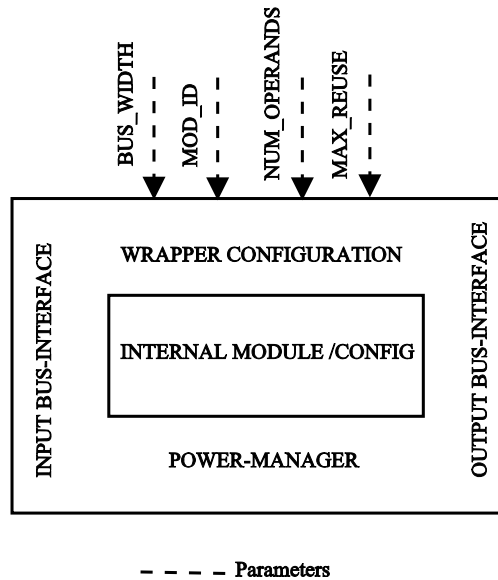 BUS_WIDTH
MOD_ID
NUM_OPERANDS
MAX_REUSE
WRAPPER CONFIGURATION
INPUT BUS-INTERFACE
INTERNAL MODULE /CONFIG
OUTPUT BUS-INTERFACE
POWER-MANAGER
Parameters